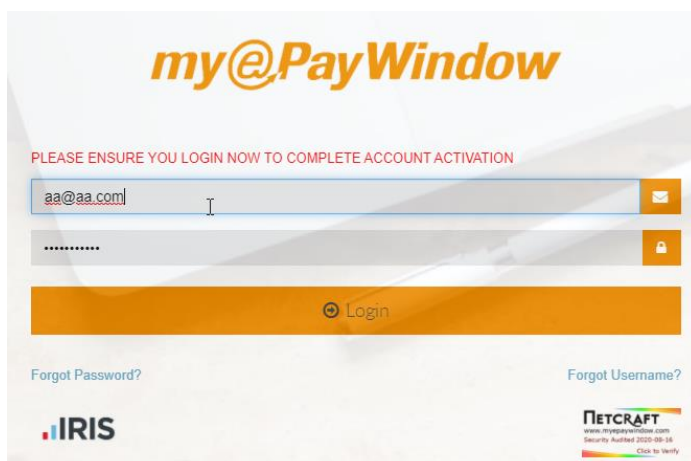 my@PayWindow
PLEASE ENSURE YOU LOGIN NOW TO COMPLETE ACCOUNT ACTIVATION
aa@aa.com
•••••••••••
Login
Forgot Password?
Forgot Username?
IRIS
NETCRAFT
www.myepaywindow.com
Security Audited 2020-08-16
Click to Verify